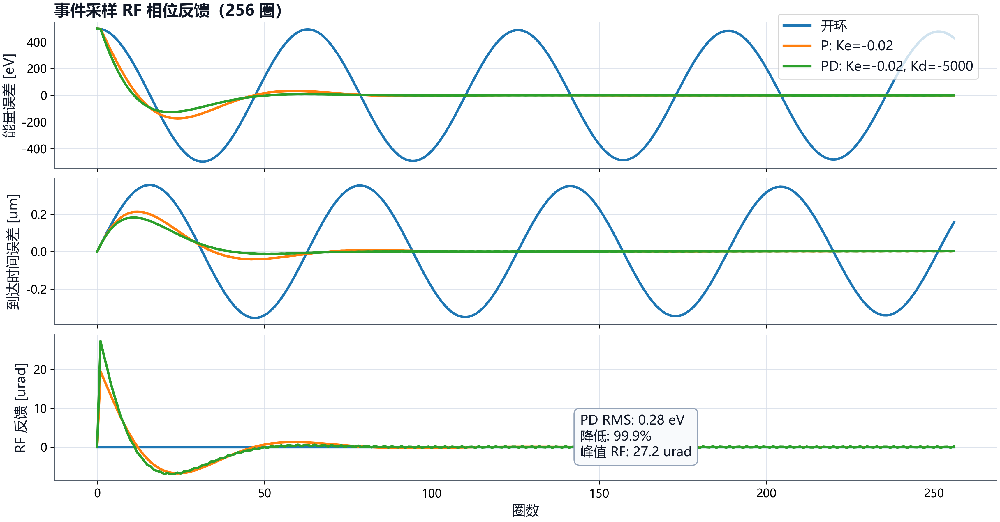 事件采样 RF 相位反馈（256 圈）
开环
P: Ke=-0.02
PD: Ke=-0.02, Kd=-5000
能量误差 [eV]
400
200
0
-200
-400
到达时间误差 [um]
0.2
0.0
-0.2
RF 反馈 [urad]
20
10
0
PD RMS: 0.28 eV
降低: 99.9%
峰值 RF: 27.2 urad
0 50 100 150 200 250
圈数